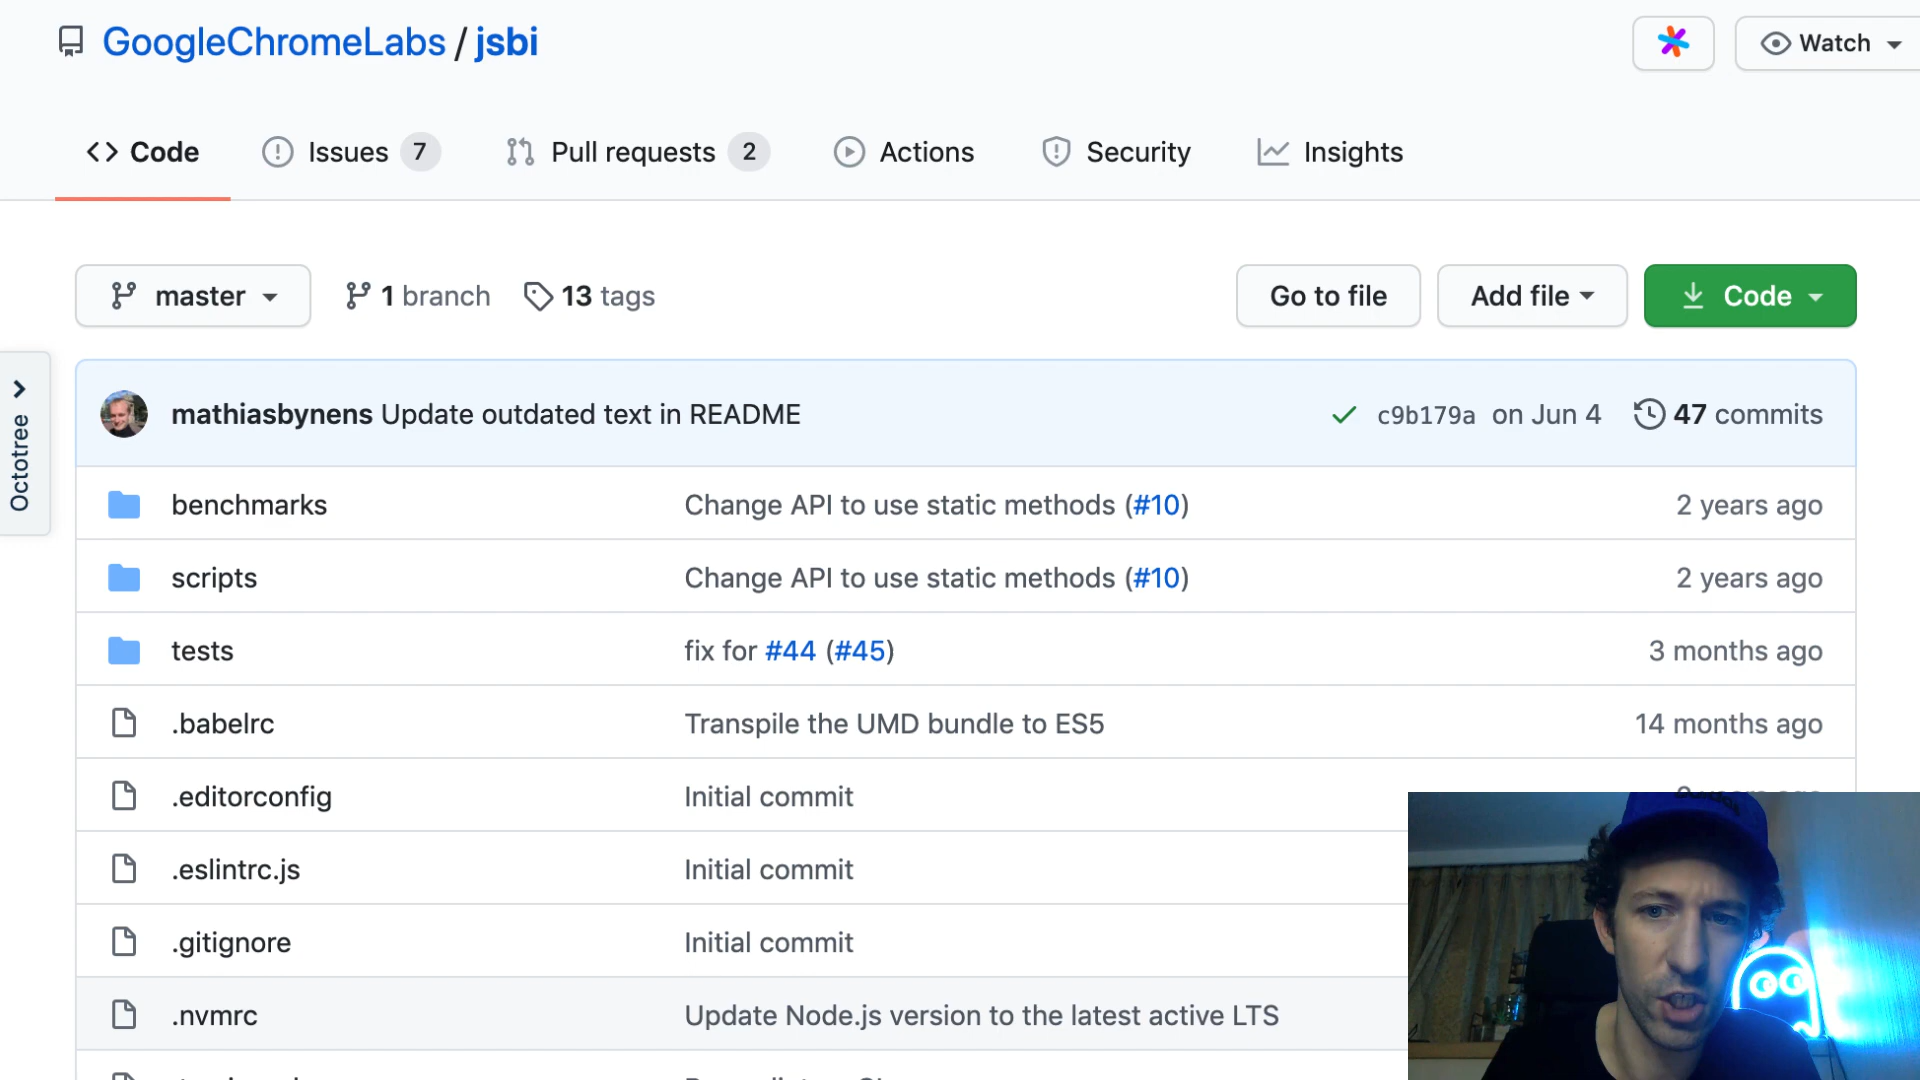 GoogleChromeLabs / jsbi
Watch
Code
Issues 7
Pull requests 2
Actions
Security
Insights
master
1 branch
13 tags
Go to file
Add file
Code
Octotree
mathiasbynens Update outdated text in README
c9b179a on Jun 4
47 commits
benchmarks
Change API to use static methods (#10)
2 years ago
scripts
Change API to use static methods (#10)
2 years ago
tests
fix for #44 (#45)
3 months ago
.babelrc
Transpile the UMD bundle to ES5
14 months ago
.editorconfig
Initial commit
.eslintrc.js
Initial commit
.gitignore
Initial commit
.nvmrc
Update Node.js version to the latest active LTS